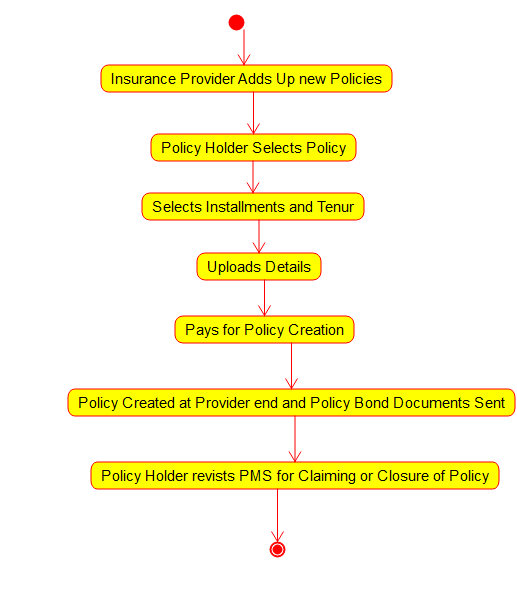 Insurance Provider Adds Up new Policies
Policy Holder Selects Policy
Selects Installments and Tenur
Uploads Details
Pays for Policy Creation
Policy Created at Provider end and Policy Bond Documents Sent
Policy Holder revists PMS for Claiming or Closure of Policy